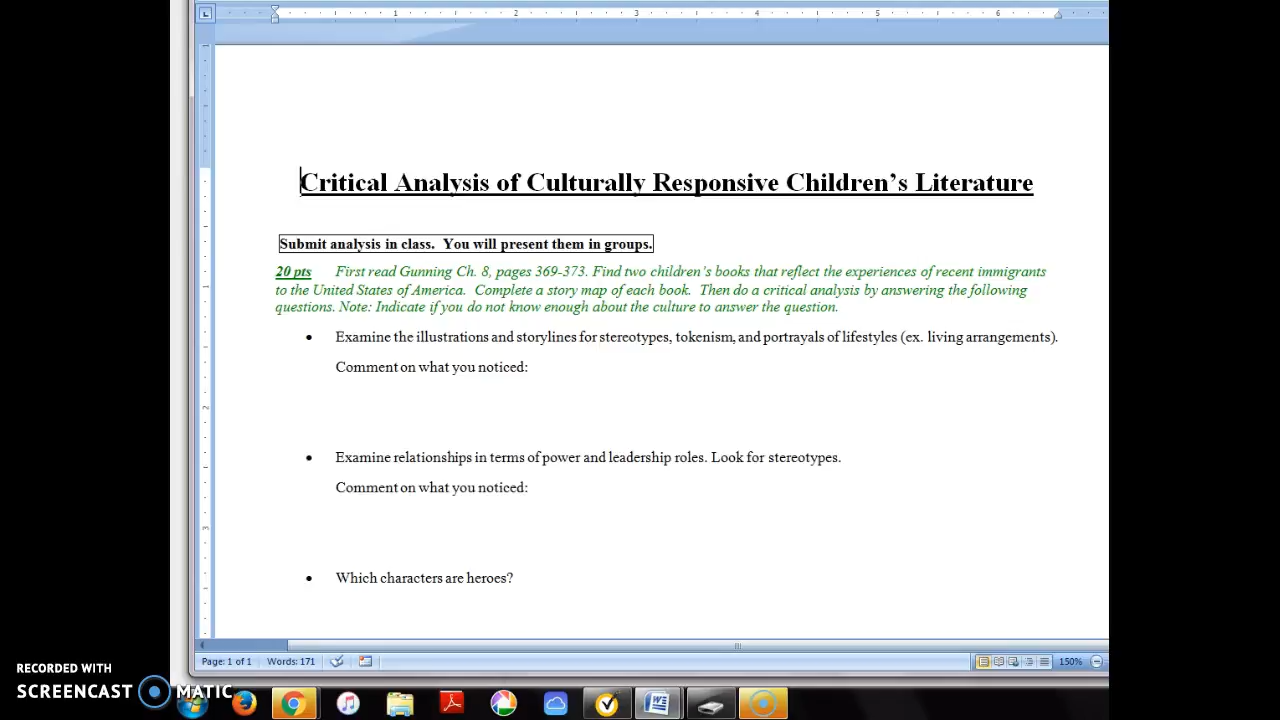 1 2 3 4 5 6
Critical Analysis of Culturally Responsive Children's Literature
Submit analysis in class.  You will present them in groups.
20 pts First read Gunning Ch. 8, pages 369-373. Find two children's books that reflect the experiences of recent immigrants
to the United States of America.  Complete a story map of each book.  Then do a critical analysis by answering the following
questions. Note: Indicate if you do not know enough about the culture to answer the question.
• Examine the illustrations and storylines for stereotypes, tokenism, and portrayals of lifestyles (ex. living arrangements).
Comment on what you noticed:
• Examine relationships in terms of power and leadership roles. Look for stereotypes.
Comment on what you noticed:
• Which characters are heroes?
Page: 1 of 1 Words: 171 150%
RECORDED WITH
SCREENCAST MATIC